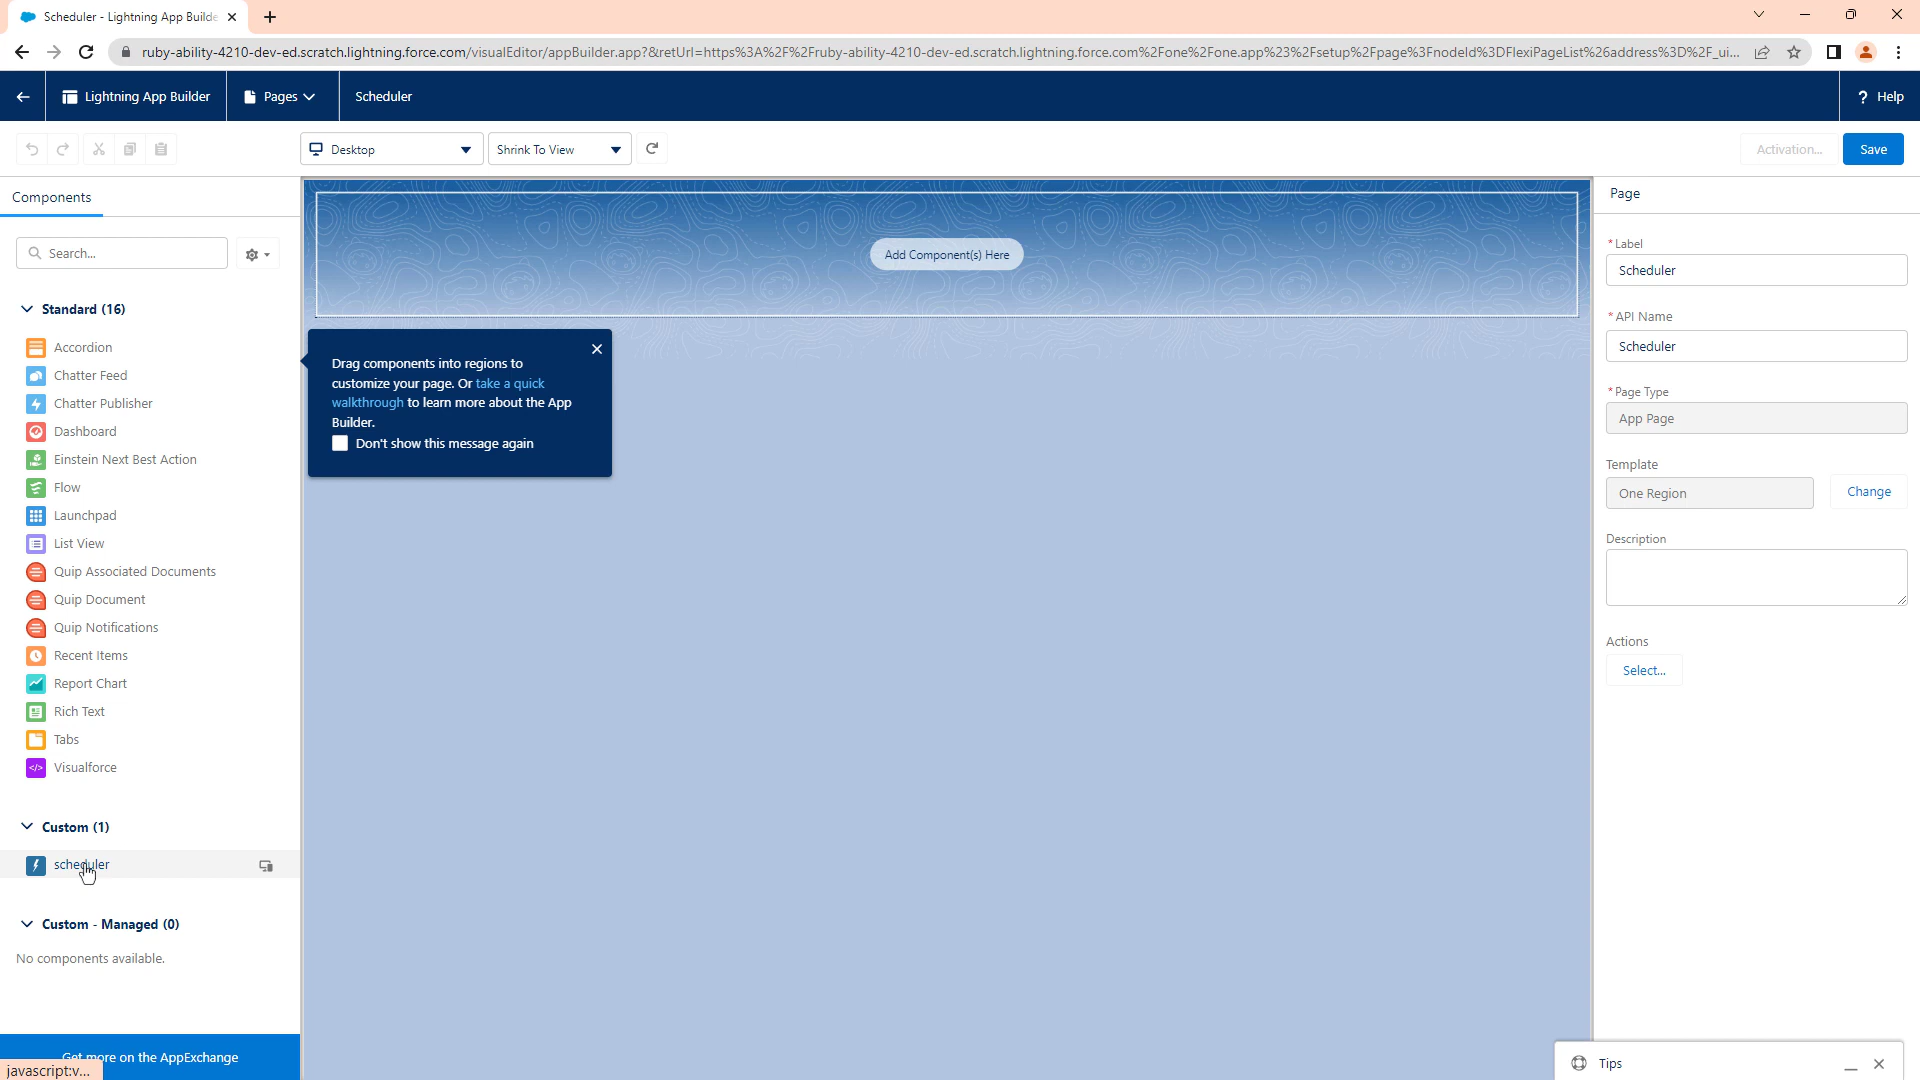 Scheduler - Lightning App Builde
ruby-ability-4210-dev-ed.scratch.lightning.force.com/visualEditor/appBuilder.app?&retUrl=https%3A%2F%2Fruby-ability-4210-dev-ed.scratch.lightning.force.com%2Fone%2Fone.app%23%2Fsetup%2Fpage%3FnodeId%3DFlexiPageList%26address%3D%2F_ui...
Lightning App Builder
Pages
Scheduler
? Help
Desktop
Shrink To View
Activation...
Save
Components
Search...
Standard (16)
Accordion
Chatter Feed
Chatter Publisher
Dashboard
Einstein Next Best Action
Flow
Launchpad
List View
Quip Associated Documents
Quip Document
Quip Notifications
Recent Items
Report Chart
Rich Text
Tabs
Visualforce
Custom (1)
scheduler
Custom - Managed (0)
No components available.
Get more on the AppExchange
javascript:v...
Add Component(s) Here
Drag components into regions to
customize your page. Or take a quick
walkthrough to learn more about the App
Builder.
Don't show this message again
Page
* Label
Scheduler
* API Name
Scheduler
* Page Type
App Page
Template
One Region
Change
Description
Actions
Select...
Tips